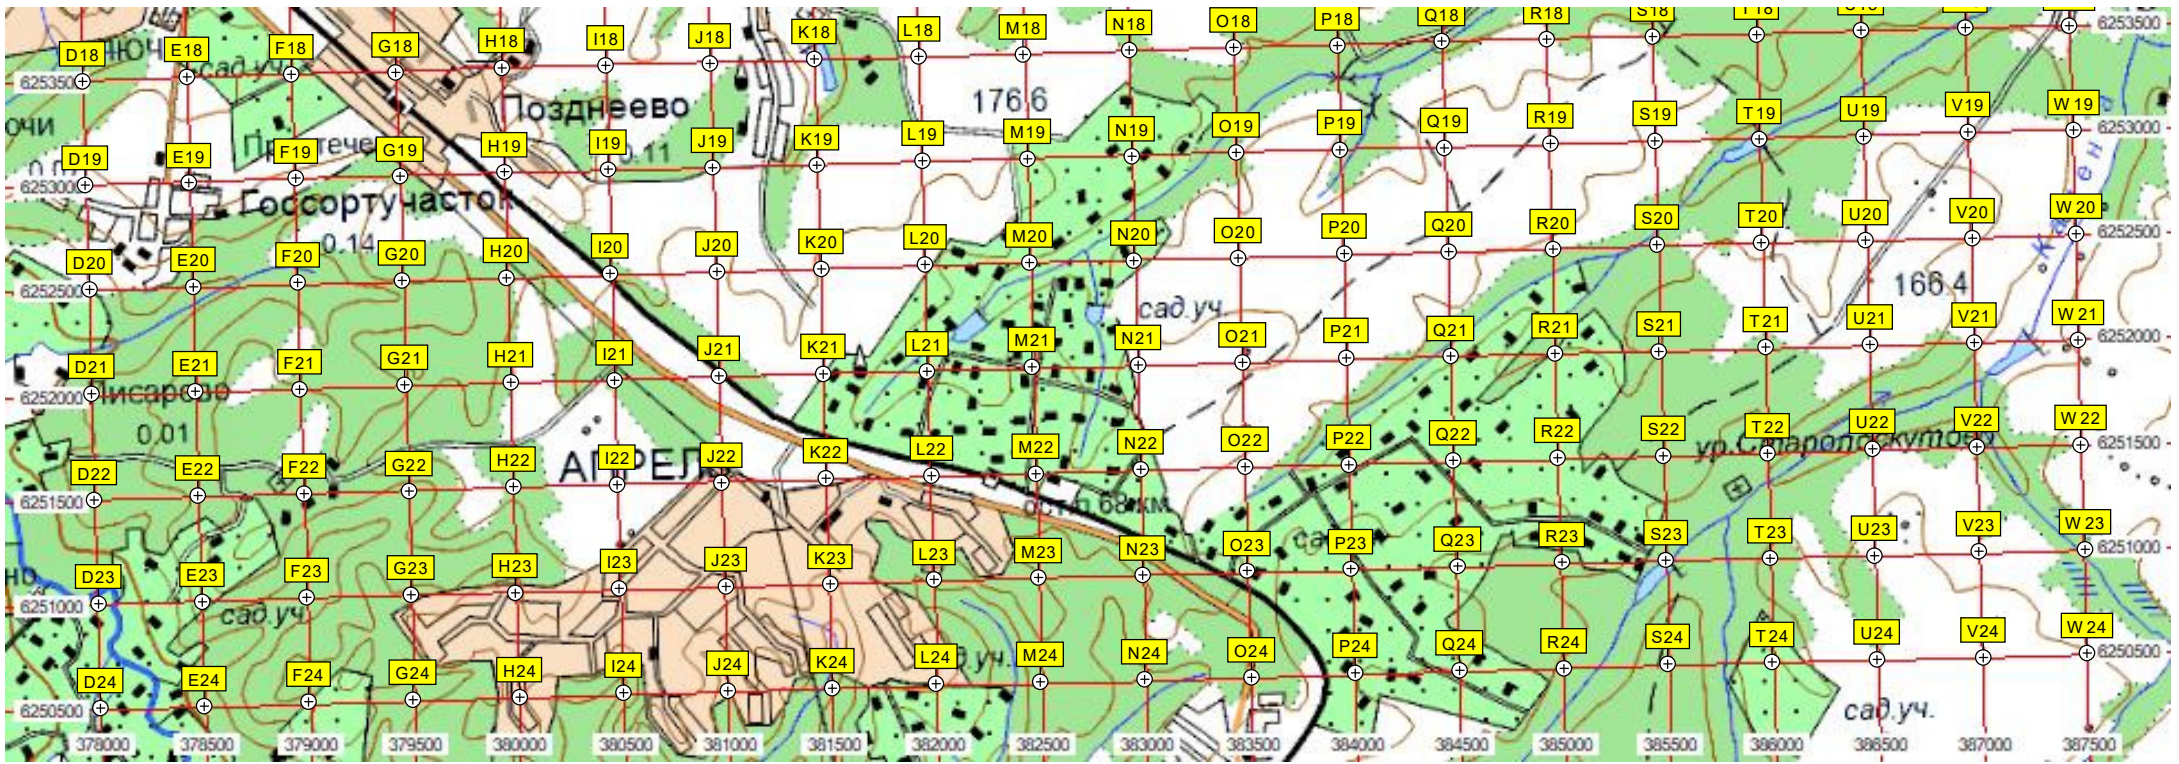 D18 E18 F18 G18 H18 I18 J18 K18 L18 M18 N18 O18 P18 Q18 R18 S18
6253500
6253500
сад.уч.
Позднеево
176.6
D19 E19 F19 G19 H19 I19 J19 K19 L19 M19 N19 O19 P19 Q19 R19 S19 T19 U19 V19 W19
6253000
6253000
0.11
Госсортучасток
0.14
D20 E20 F20 G20 H20 I20 J20 K20 L20 M20 N20 O20 P20 Q20 R20 S20 T20 U20 V20 W20
6252500
6252500
166.4
сад.уч.
D21 E21 F21 G21 H21 I21 J21 K21 L21 M21 N21 O21 P21 Q21 R21 S21 T21 U21 V21 W21
6252000
6252000
Писарево
0.01
D22 E22 F22 G22 H22 I22 J22 K22 L22 M22 N22 O22 P22 Q22 R22 S22 T22 U22 V22 W22
6251500
6251500
D23 E23 F23 G23 H23 I23 J23 K23 L23 M23 N23 O23 P23 Q23 R23 S23 T23 U23 V23 W23
6251000
6251000
сад.уч.
D24 E24 F24 G24 H24 I24 J24 K24 L24 M24 N24 O24 P24 Q24 R24 S24 T24 U24 V24 W24
6250500
6250500
сад.уч.
378000 378500 379000 379500 380000 380500 381000 381500 382000 382500 383000 383500 384000 384500 385000 385500 386000 386500 387000 387500